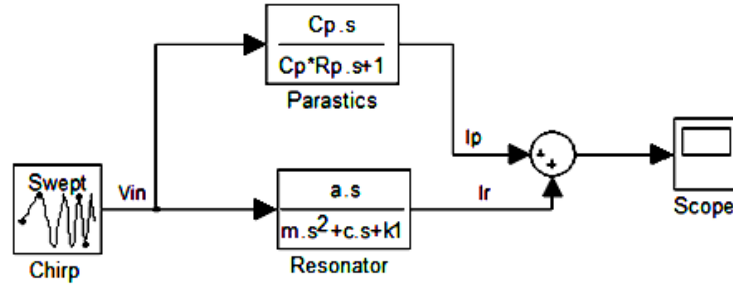 Cp.s
Cp*Rp.s+1
Parastics
Ip
Swept
Vin
a.s
m.s²+c.s+k1
Ir
+
+
Scope
Chirp
Resonator